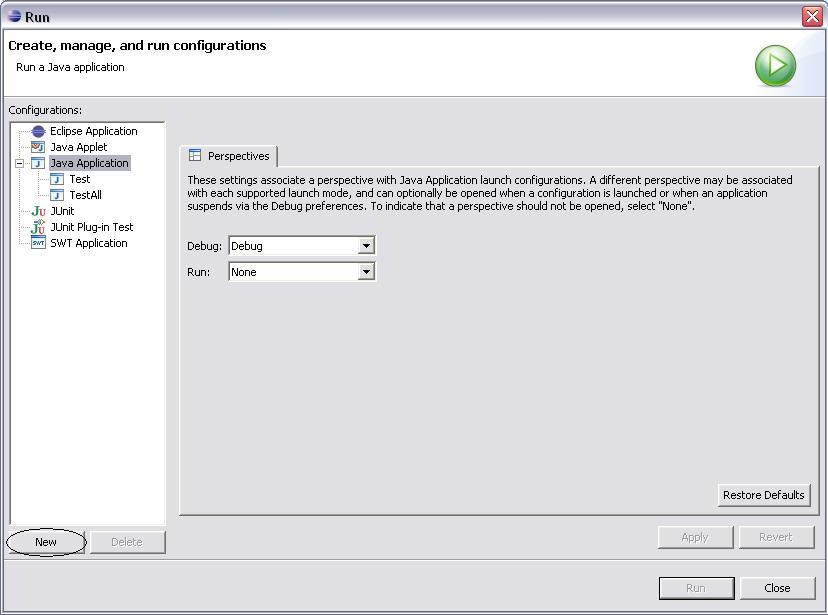 Run
Create, manage, and run configurations
Run a Java application
Configurations:
Eclipse Application
Java Applet
Java Application
Test
TestAll
JUnit
JUnit Plug-in Test
SWT Application
New
Delete
Perspectives
These settings associate a perspective with Java Application launch configurations. A different perspective may be associated
with each supported launch mode, and can optionally be opened when a configuration is launched or when an application
suspends via the Debug preferences. To indicate that a perspective should not be opened, select "None".
Debug: Debug
Run: None
Restore Defaults
Apply Revert
Run Close